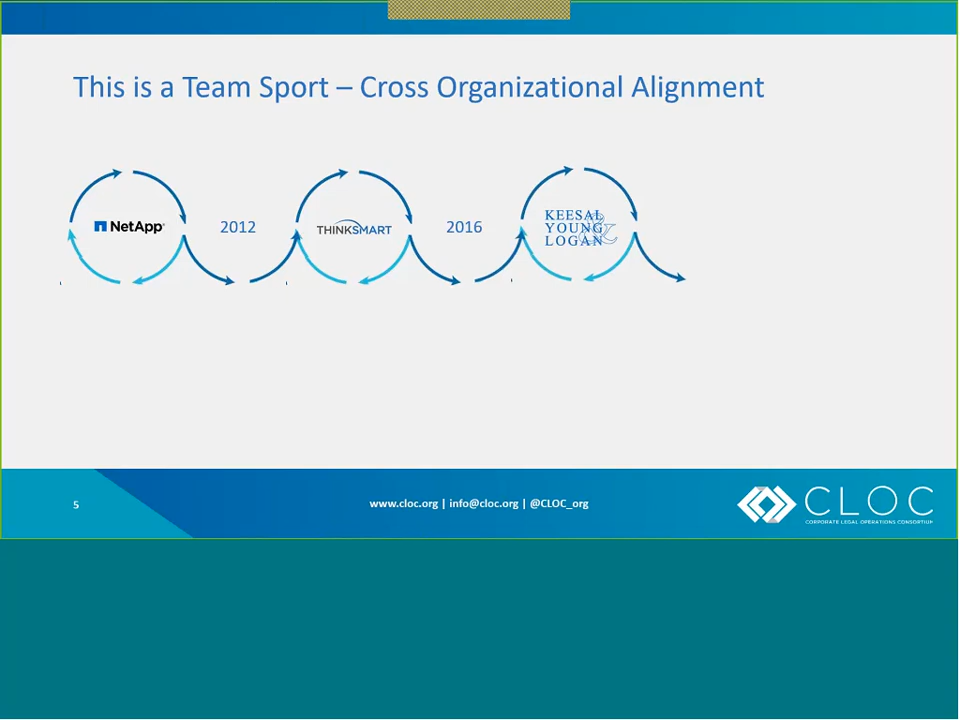 This is a Team Sport – Cross Organizational Alignment
NetApp®
2012
THINKSMART
2016
KEESAL
YOUNG &
LOGAN
5
www.cloc.org | info@cloc.org | @CLOC_org
CLOC
CORPORATE LEGAL OPERATIONS CONSORTIUM